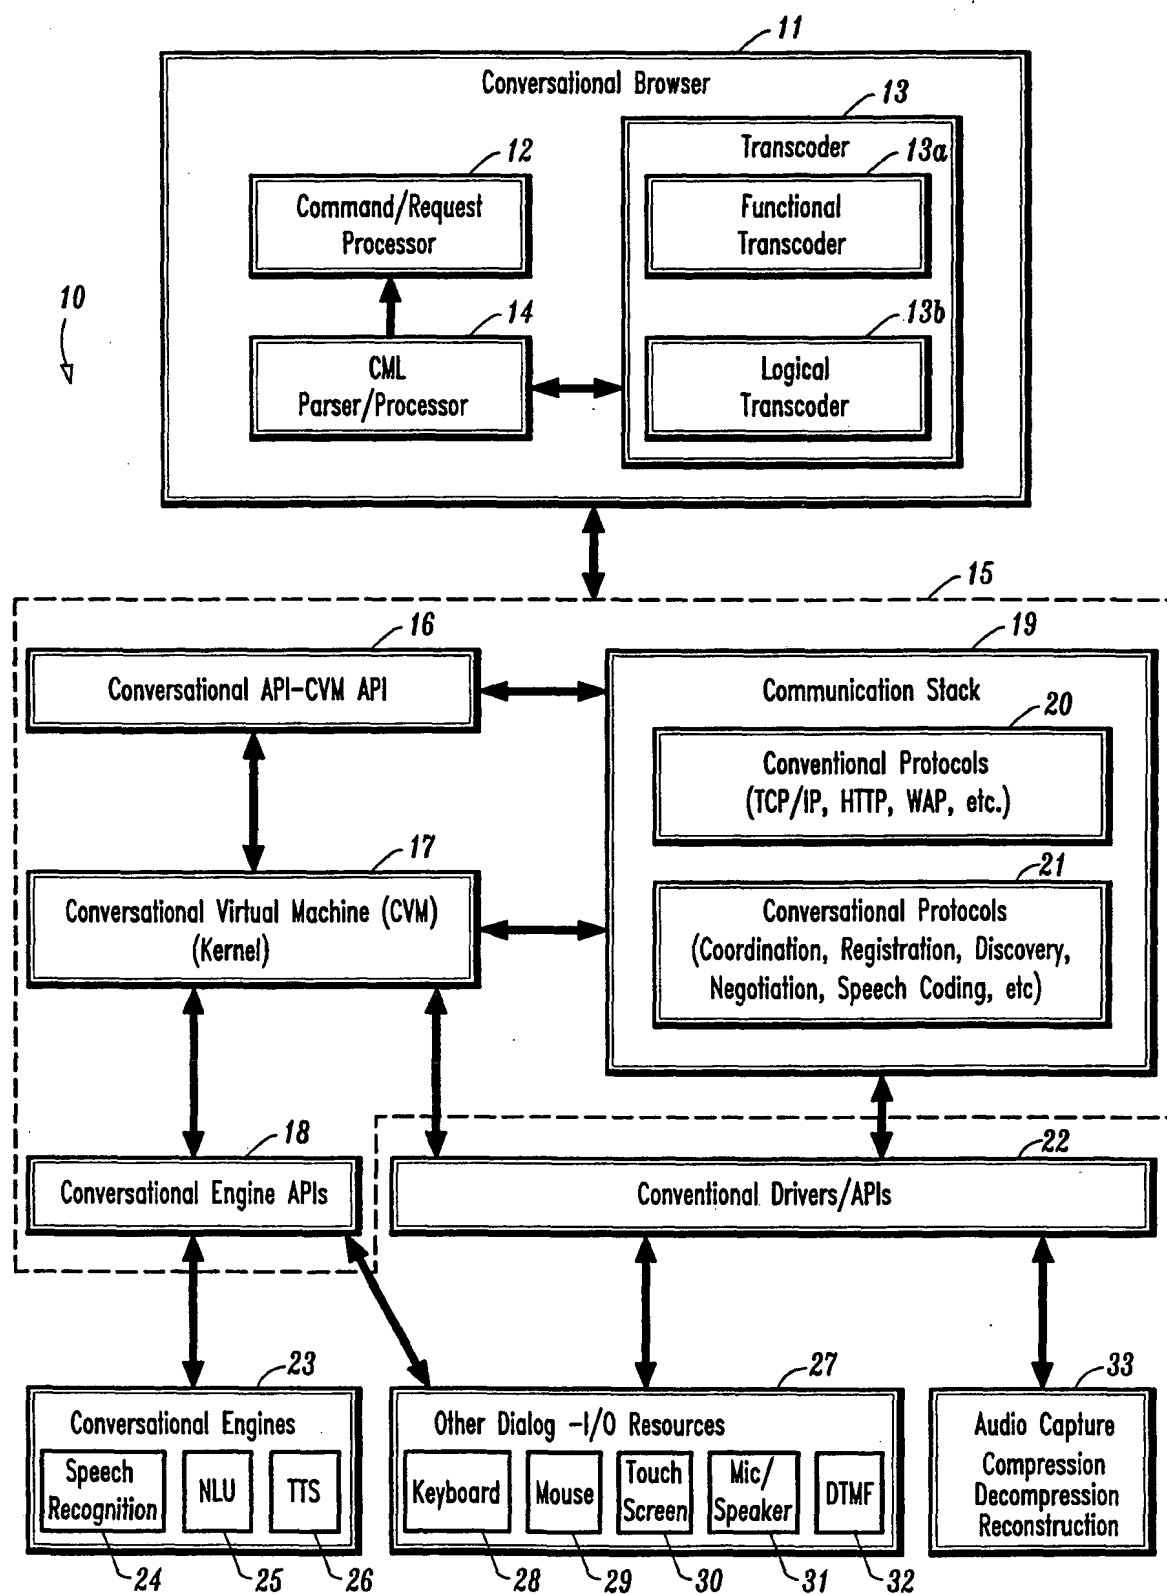 11
Conversational Browser
13
Transcoder
12
13a
Command/Request
Processor
Functional
Transcoder
10
14
13b
CML
Parser/Processor
Logical
Transcoder
15
16
19
Conversational API-CVM API
Communication Stack
20
Conventional Protocols
(TCP/IP, HTTP, WAP, etc.)
17
21
Conversational Virtual Machine (CVM)
(Kernel)
Conversational Protocols
(Coordination, Registration, Discovery,
Negotiation, Speech Coding, etc)
18
22
Conversational Engine APIs
Conventional Drivers/APIs
23
27
33
Conversational Engines
Speech
Recognition
NLU
TTS
Other Dialog -I/O Resources
Keyboard
Mouse
Touch
Screen
Mic/
Speaker
DTMF
Audio Capture
Compression
Decompression
Reconstruction
24
25
26
28
29
30
31
32